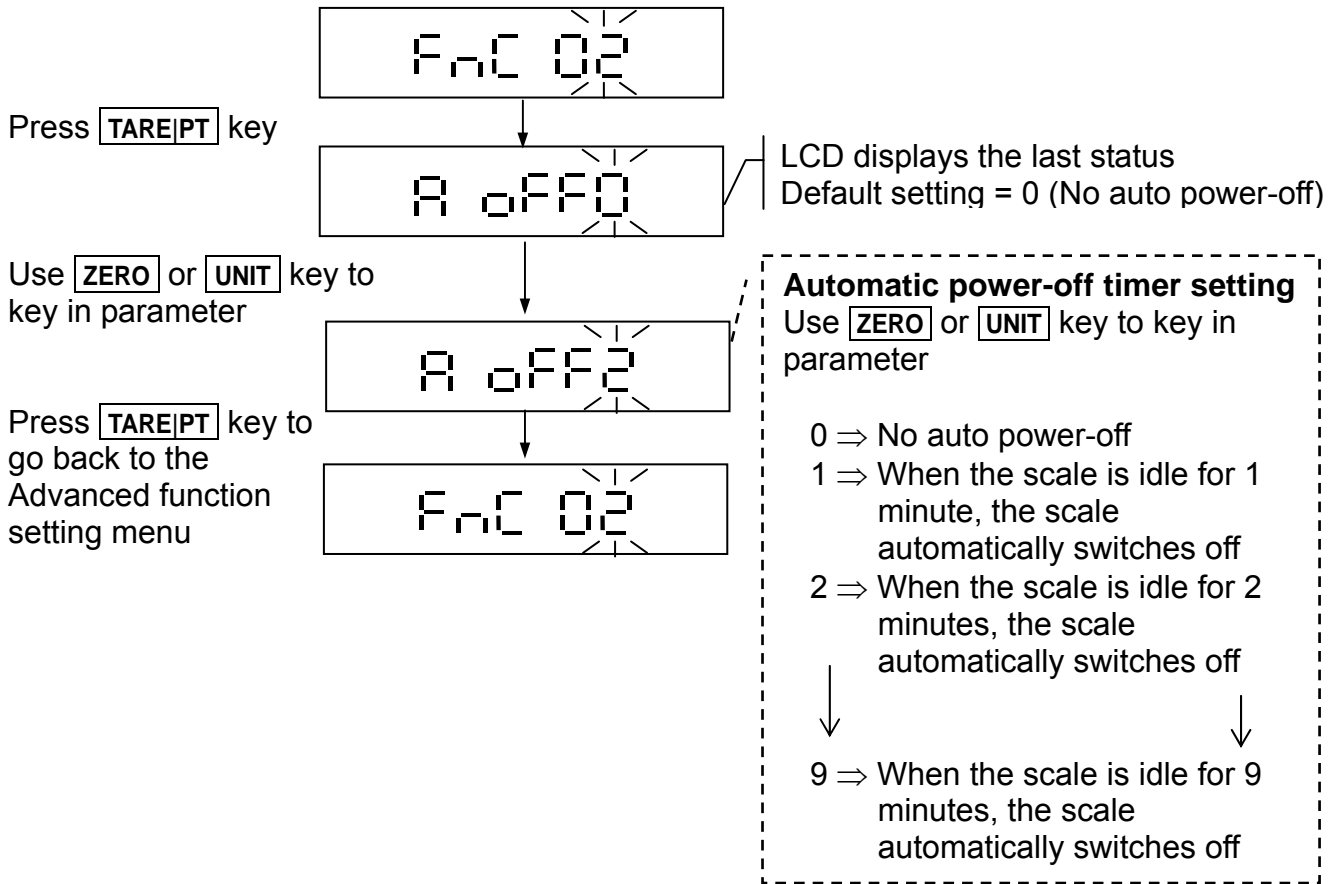 FnC 02
Press TARE|PT key
A oFF0
LCD displays the last status
Default setting = 0 (No auto power-off)
Use ZERO or UNIT key to
key in parameter
A oFF2
Press TARE|PT key to
go back to the
Advanced function
setting menu
FnC 02
Automatic power-off timer setting
Use ZERO or UNIT key to key in
parameter
0 ⇒ No auto power-off
1 ⇒ When the scale is idle for 1
minute, the scale
automatically switches off
2 ⇒ When the scale is idle for 2
minutes, the scale
automatically switches off
9 ⇒ When the scale is idle for 9
minutes, the scale
automatically switches off